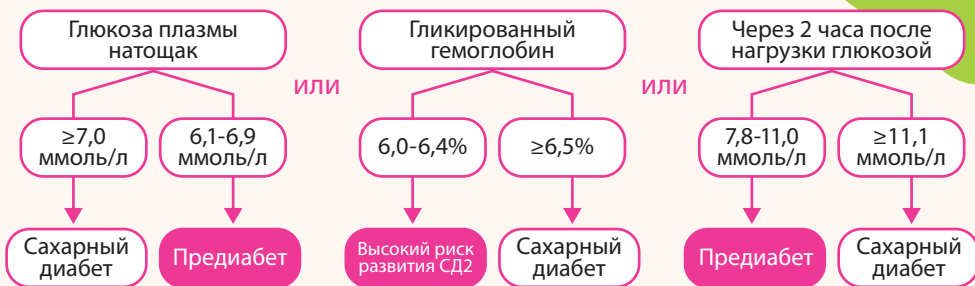 Глюкоза плазмы
натощак
или
Гликированный
гемоглобин
или
Через 2 часа после
нагрузки глюкозой
≥7,0
ммоль/л
6,1-6,9
ммоль/л
6,0-6,4%
≥6,5%
7,8-11,0
ммоль/л
≥11,1
ммоль/л
Сахарный
диабет
Предиабет
Высокий риск
развития СД2
Сахарный
диабет
Предиабет
Сахарный
диабет